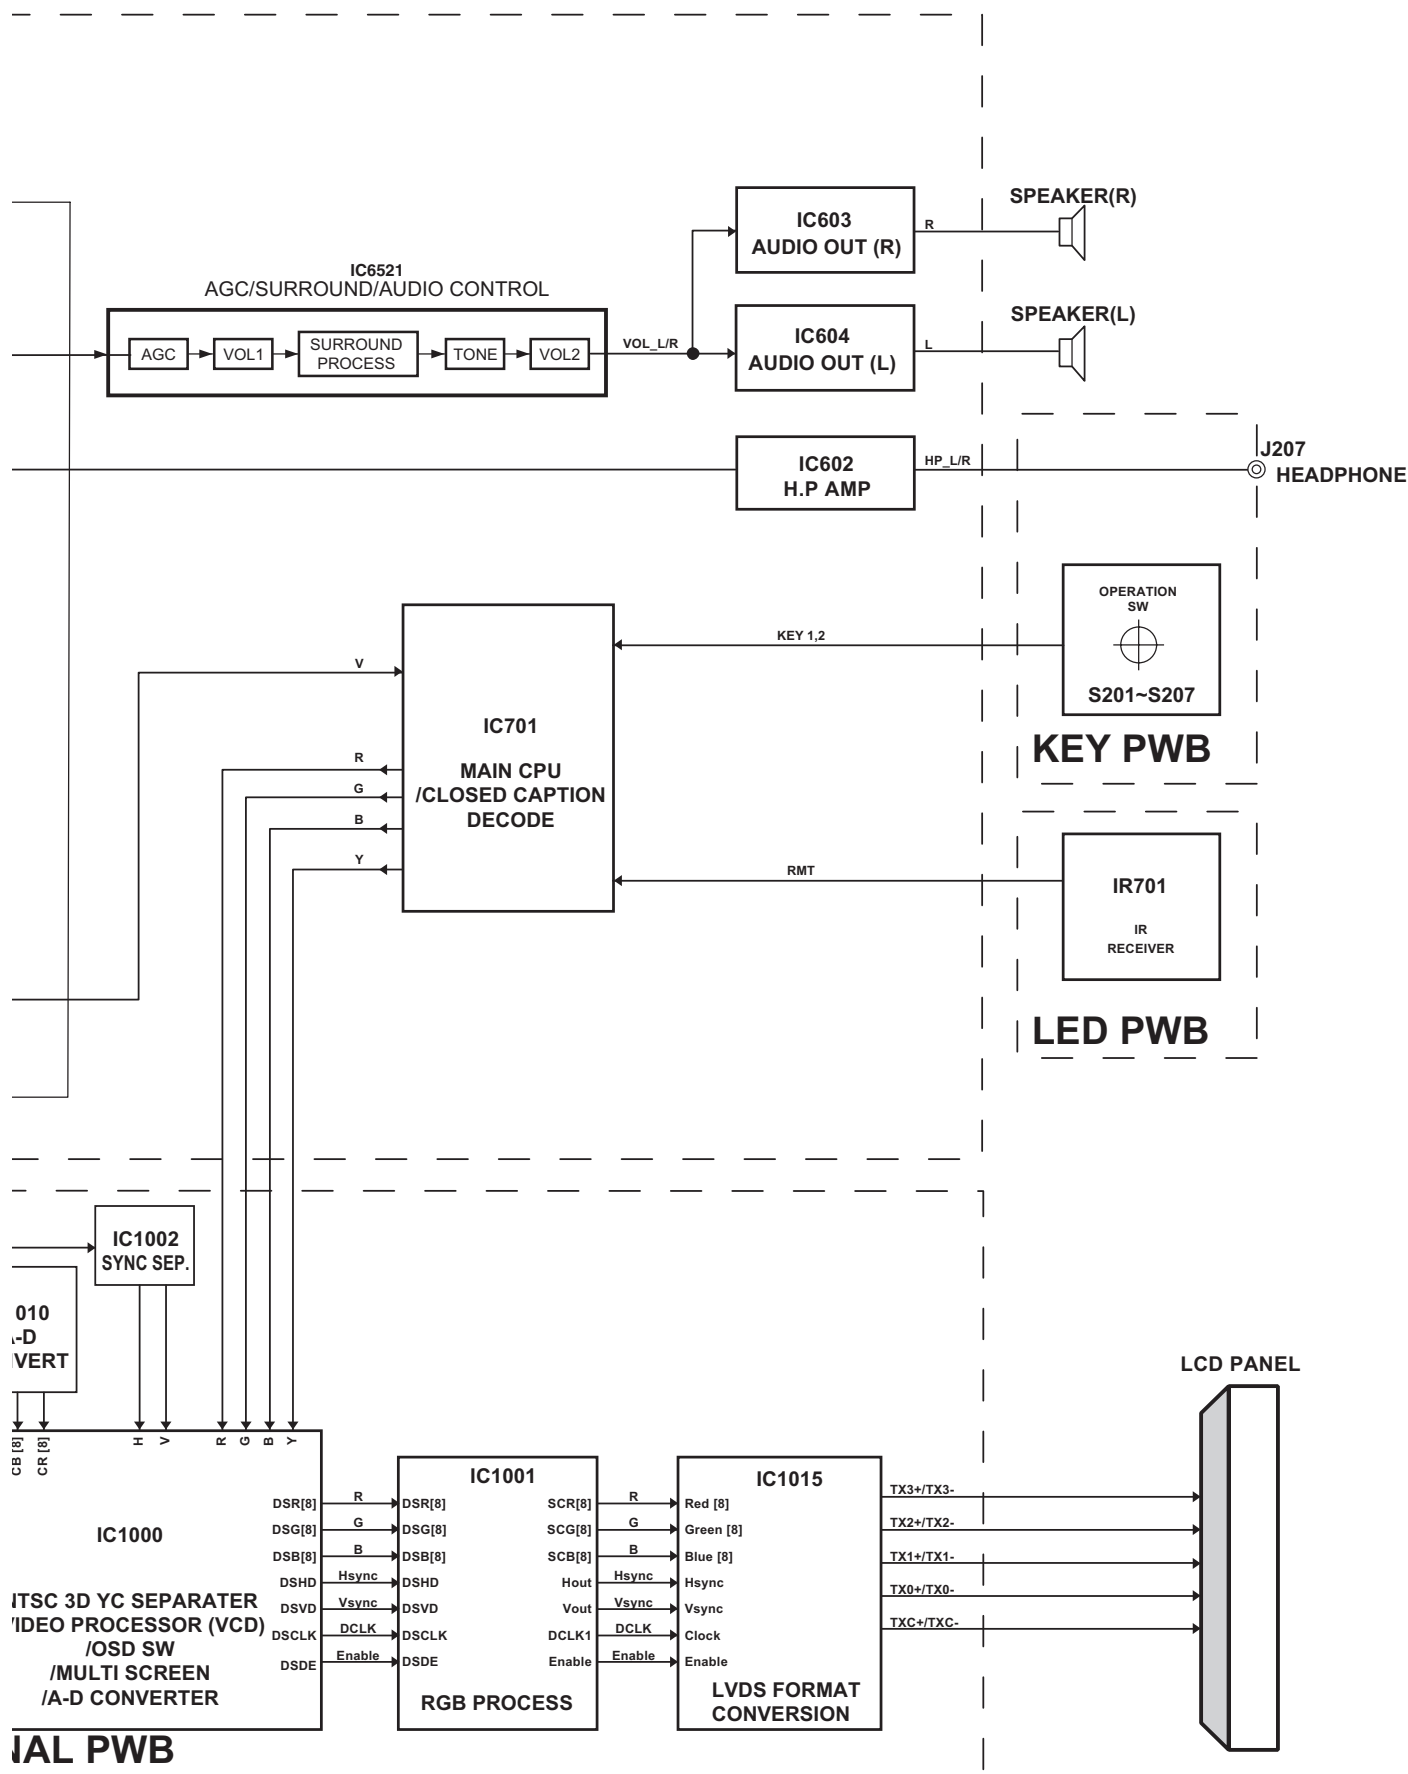 SPEAKER(R)
IC603
AUDIO OUT (R)
R
IC6521
AGC/SURROUND/AUDIO CONTROL
AGC
VOL1
SURROUND
PROCESS
TONE
VOL2
VOL_L/R
SPEAKER(L)
IC604
AUDIO OUT (L)
L
IC602
H.P AMP
HP_L/R
J207
HEADPHONE
OPERATION
SW
S201~S207
KEY PWB
KEY 1,2
V
R
G
B
Y
IC701
MAIN CPU
/CLOSED CAPTION
DECODE
RMT
IR701
IR
RECEIVER
LED PWB
IC1002
SYNC SEP.
010
-D
VERT
CB [8]
CR [8]
H
V
R
G
B
Y
IC1000
NTSC 3D YC SEPARATER
VIDEO PROCESSOR (VCD)
/OSD SW
/MULTI SCREEN
/A-D CONVERTER
DSR[8]
DSG[8]
DSB[8]
DSHD
DSVD
DSCLK
DSDE
R
G
B
Hsync
Vsync
DCLK
Enable
IC1001
DSR[8]
DSG[8]
DSB[8]
DSHD
DSVD
DSCLK
DSDE
SCR[8]
SCG[8]
SCB[8]
Hout
Vout
DCLK1
Enable
RGB PROCESS
R
G
B
Hsync
Vsync
DCLK
Enable
IC1015
Red [8]
Green [8]
Blue [8]
Hsync
Vsync
Clock
Enable
LVDS FORMAT
CONVERSION
TX3+/TX3-
TX2+/TX2-
TX1+/TX1-
TX0+/TX0-
TXC+/TXC-
LCD PANEL
NAL PWB